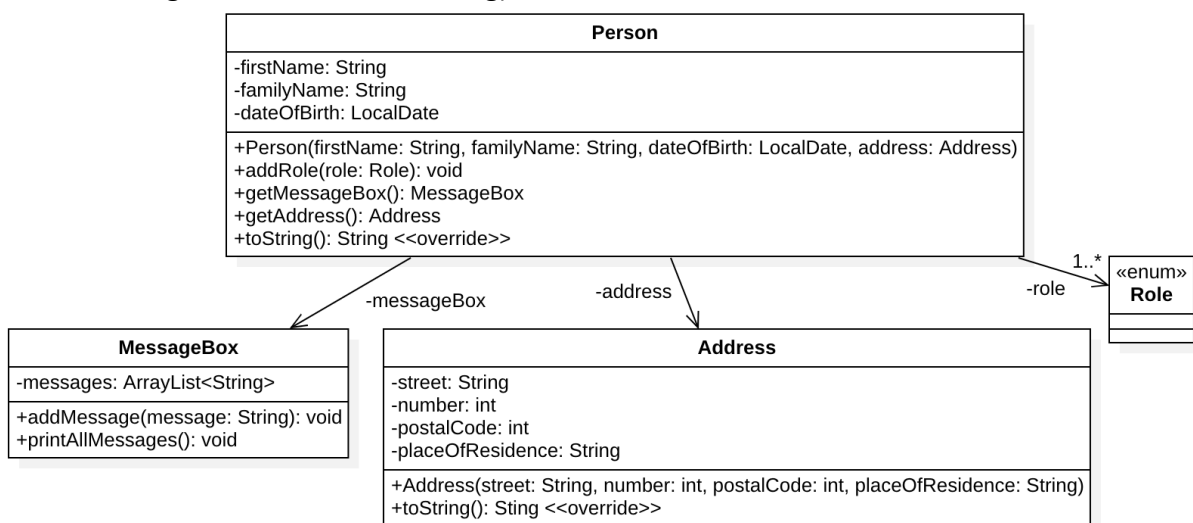 Person
-firstName: String
-familyName: String
-dateOfBirth: LocalDate
+Person(firstName: String, familyName: String, dateOfBirth: LocalDate, address: Address)
+addRole(role: Role): void
+getMessageBox(): MessageBox
+getAddress(): Address
+toString(): String <<override>>
-messageBox
-address
-role
1..*
«enum»
Role
MessageBox
-messages: ArrayList<String>
+addMessage(message: String): void
+printAllMessages(): void
Address
-street: String
-number: int
-postalCode: int
-placeOfResidence: String
+Address(street: String, number: int, postalCode: int, placeOfResidence: String)
+toString(): Sting <<override>>